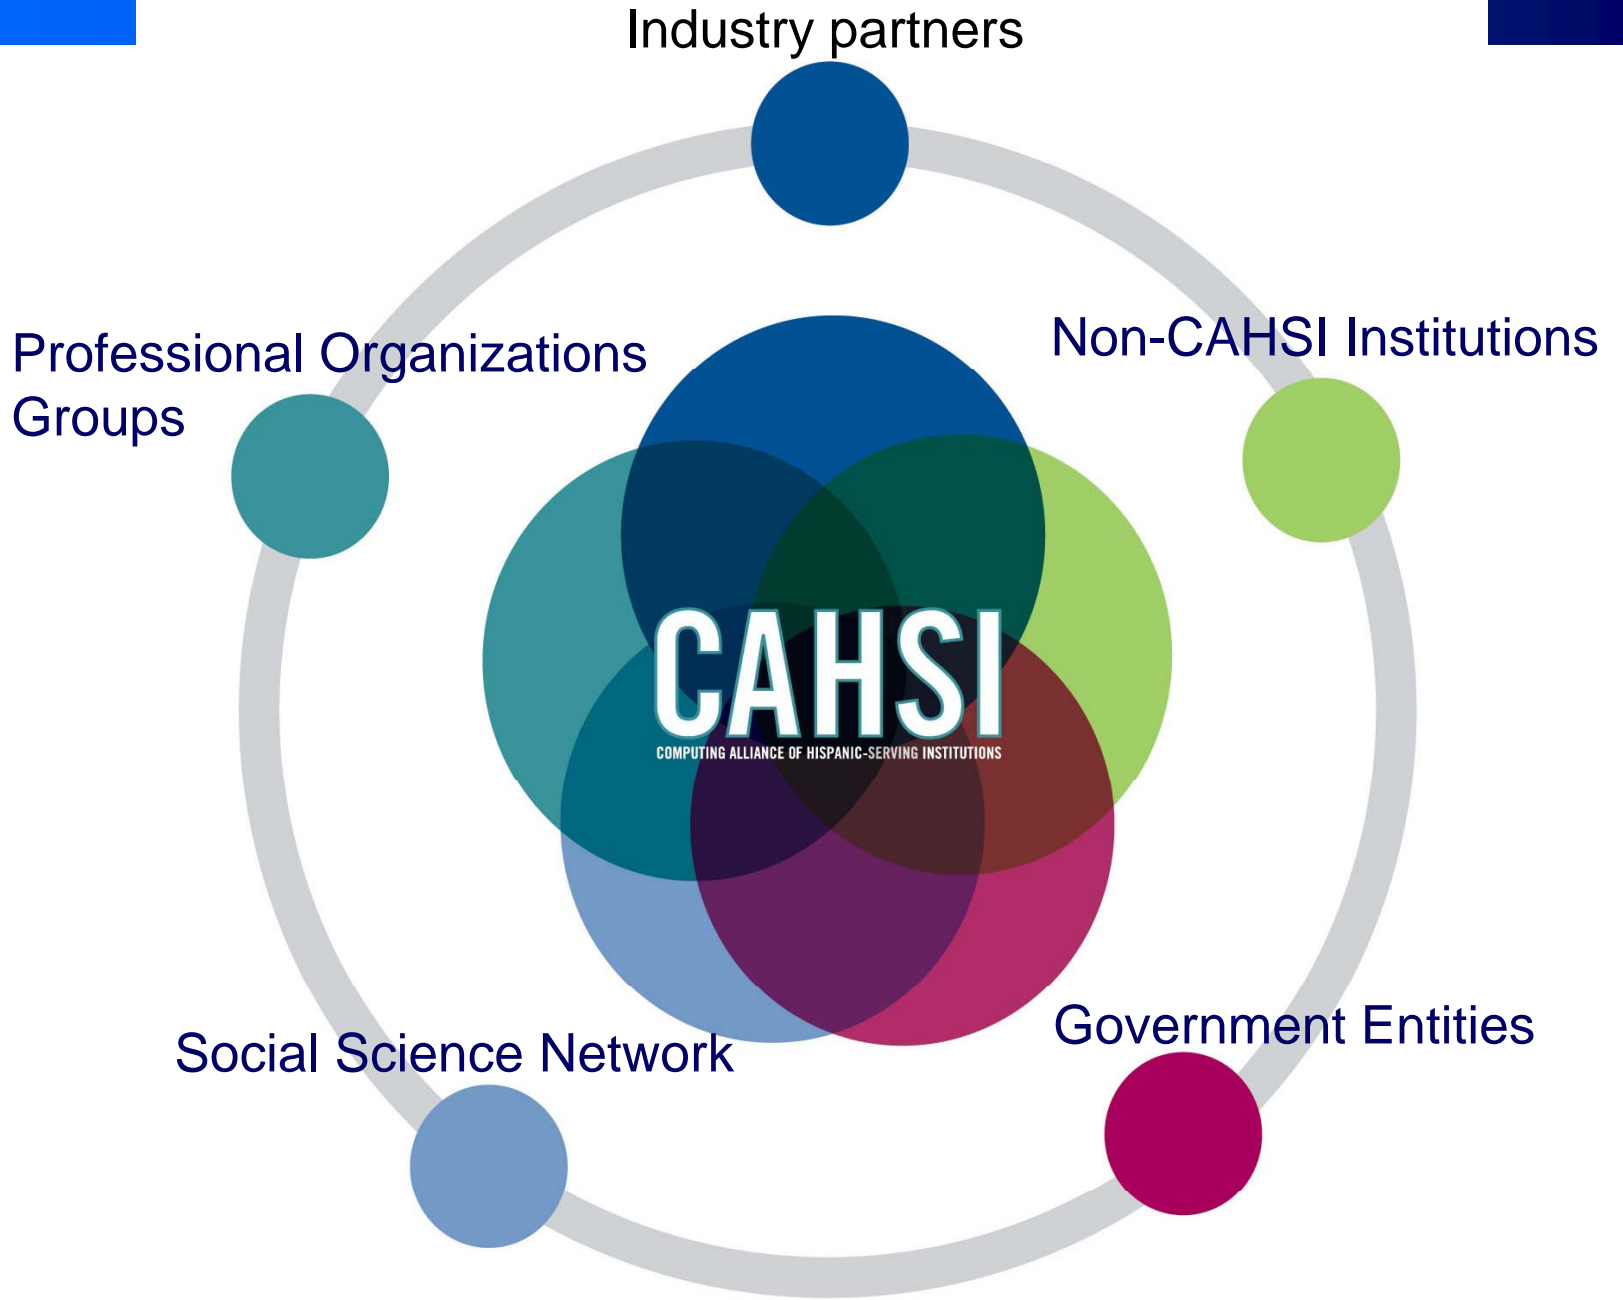 Industry partners
Professional Organizations
Groups
Non-CAHSI Institutions
CAHSI
COMPUTING ALLIANCE OF HISPANIC-SERVING INSTITUTIONS
Social Science Network
Government Entities